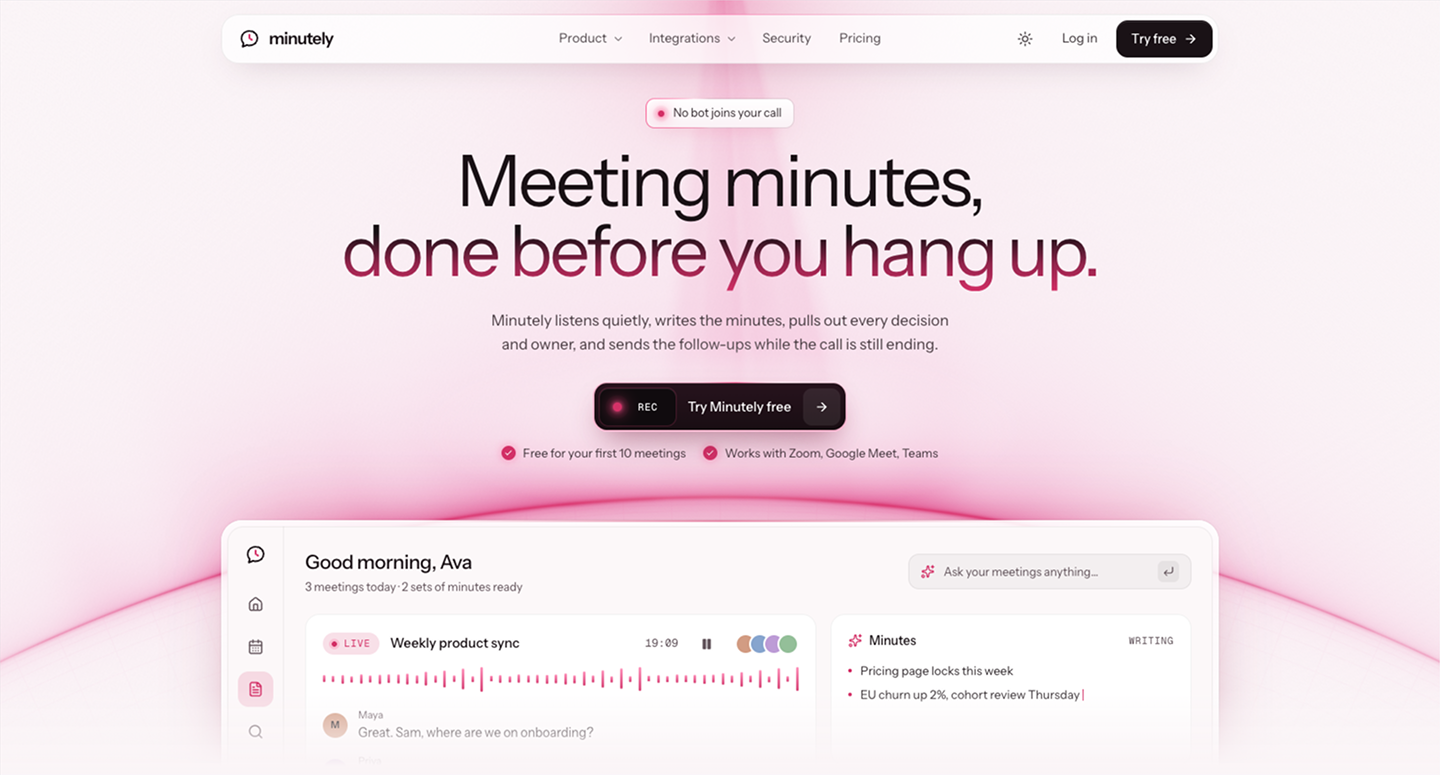 minutely
Product
Integrations
Security
Pricing
Log in
Try free
No bot joins your call
Meeting minutes,
done before you hang up.
Minutely listens quietly, writes the minutes, pulls out every decision
and owner, and sends the follow-ups while the call is still ending.
REC
Try Minutely free
Free for your first 10 meetings
Works with Zoom, Google Meet, Teams
Good morning, Ava
3 meetings today · 2 sets of minutes ready
Ask your meetings anything...
LIVE
Weekly product sync
19:09
Minutes
WRITING
• Pricing page locks this week
• EU churn up 2%, cohort review Thursday
M
Maya
Great. Sam, where are we on onboarding?